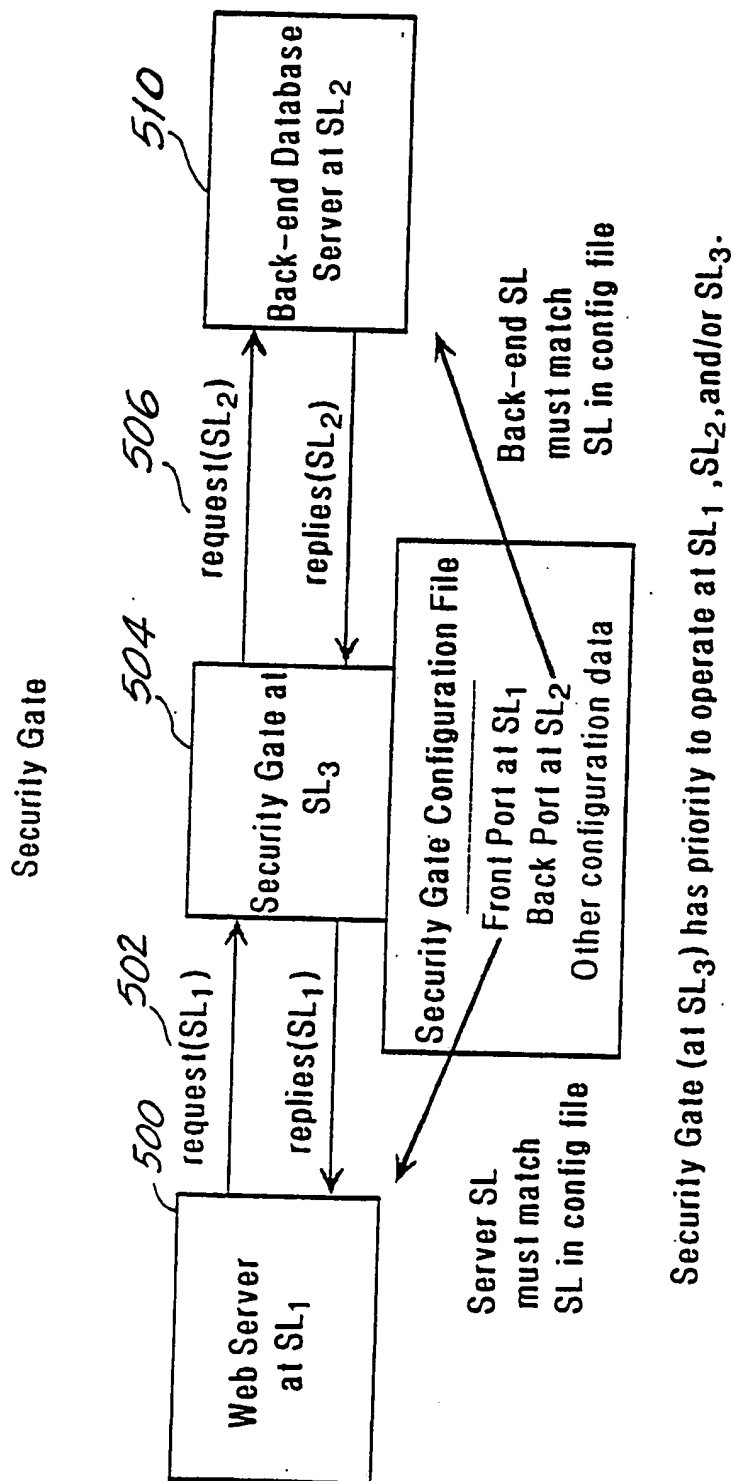 Security Gate
500
502
504
506
510
Web Server
at SL1
request(SL1)
replies(SL1)
Security Gate at
SL3
request(SL2)
replies(SL2)
Back-end Database
Server at SL2
Server SL
must match
SL in config file
Security Gate Configuration File
Front Port at SL1
Back Port at SL2
Other configuration data
Back-end SL
must match
SL in config file
Security Gate (at SL3) has priority to operate at SL1 ,SL2, and/or SL3.